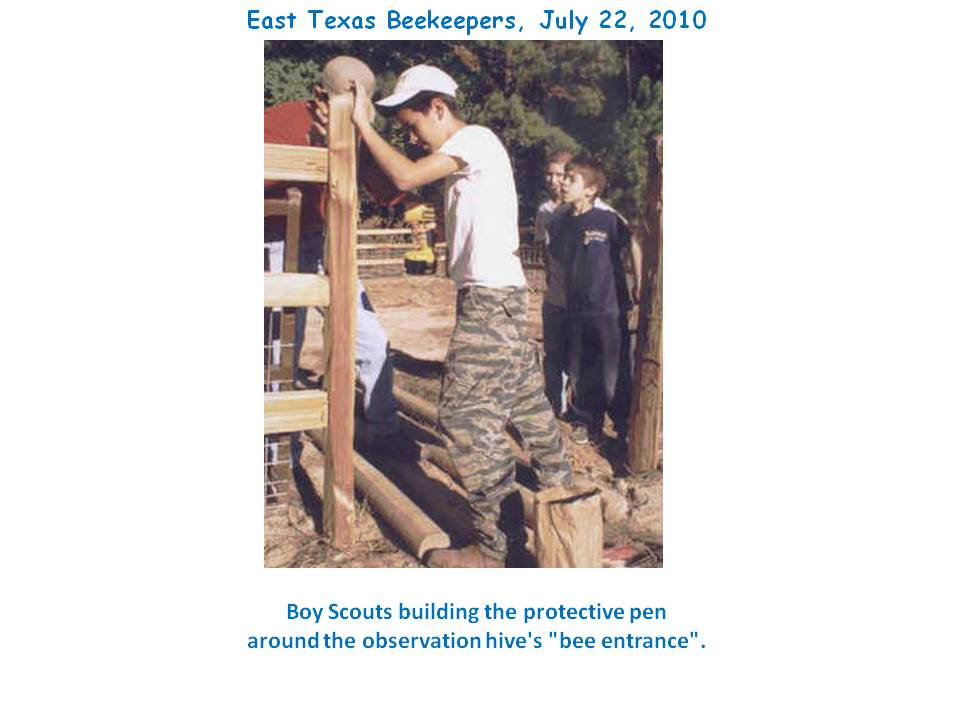 East Texas Beekeepers, July 22, 2010
Boy Scouts building the protective pen
around the observation hive's "bee entrance".